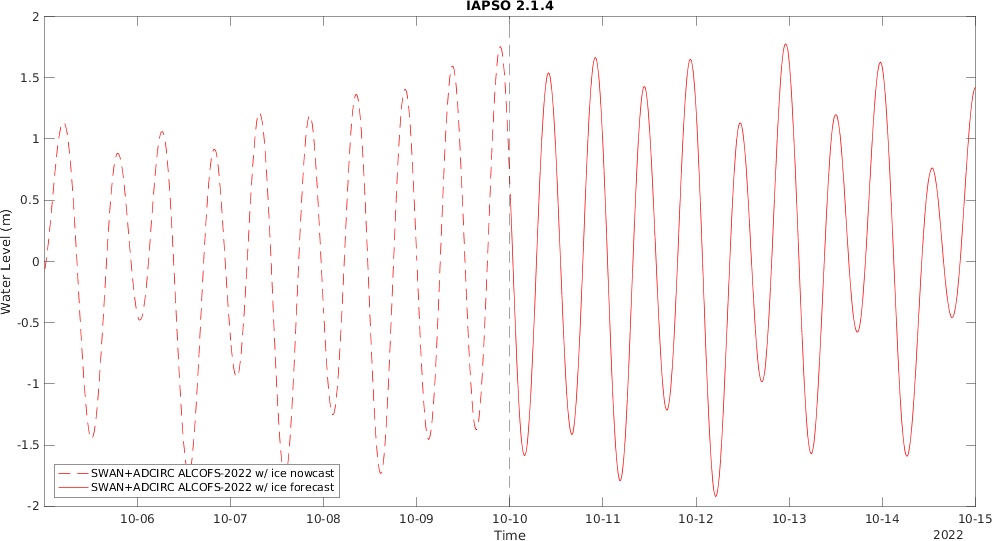 IAPSO 2.1.4
2
1.5
1
0.5
0
-0.5
-1
-1.5
-2
Water Level (m)
SWAN+ADCIRC ALCOFS-2022 w/ ice nowcast
SWAN+ADCIRC ALCOFS-2022 w/ ice forecast
10-06 10-07 10-08 10-09 10-10 10-11 10-12 10-13 10-14 10-15
Time
2022